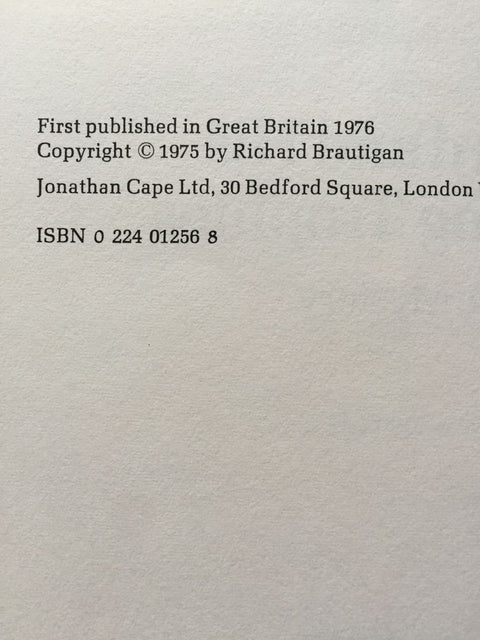 First published in Great Britain 1976
Copyright © 1975 by Richard Brautigan
Jonathan Cape Ltd, 30 Bedford Square, London
ISBN 0 224 01256 8